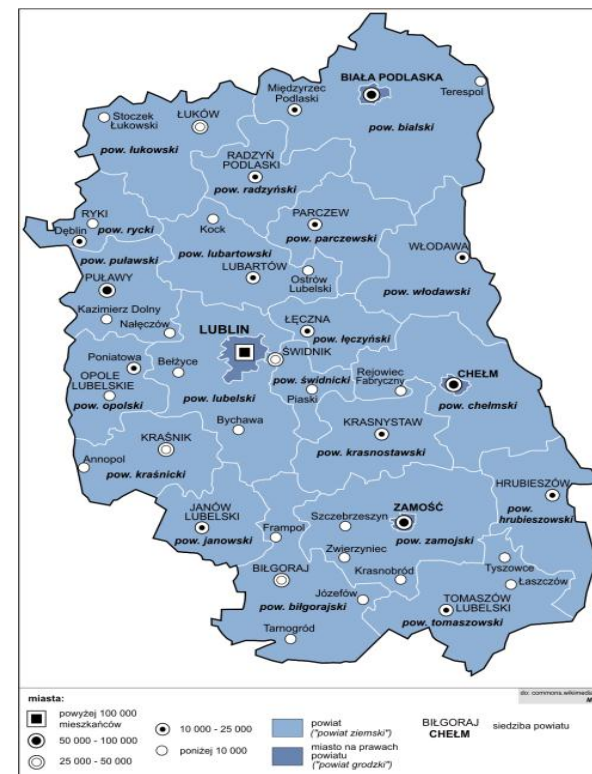 BIAŁA PODLASKA
Terespol
Międzyrzec
Podlaski
pow. bialski
Stoczek
Łukowski
ŁUKÓW
pow. łukowski
RADZYŃ
PODLASKI
pow. radzyński
RYKI
pow. rycki
Dęblin
Kock
PARCZEW
pow. parczewski
WŁODAWA
pow. włodawski
pow. puławski
PUŁAWY
pow. lubartowski
LUBARTÓW
Ostrów
Lubelski
Kazimierz Dolny
Nałęczów
LUBLIN
ŁĘCZNA
pow. łęczyński
ŚWIDNIK
pow. świdnicki
Piaski
Rejowiec
Fabryczny
CHEŁM
pow. chełmski
Poniatowa
OPOLE
LUBELSKIE
pow. opolski
Bełżyce
pow. lubelski
Bychawa
KRASNYSTAW
pow. krasnostawski
KRAŚNIK
Annopol
pow. kraśnicki
HRUBIESZÓW
pow.
hrubieszowski
JANÓW
LUBELSKI
pow. janowski
Frampol
Szczebrzeszyn
ZAMOŚĆ
pow. zamojski
Zwierzyniec
Krasnobród
Tyszowce
Łaszczów
BIŁGORAJ
pow. biłgorajski
Józefów
Tarnogród
TOMASZÓW
LUBELSKI
pow. tomaszowski
do: commons.wikimedia
M
miasta:
powyżej 100 000
mieszkańców
50 000 - 100 000
25 000 - 50 000
10 000 - 25 000
poniżej 10 000
powiat
("powiat ziemski")
miasto na prawach
powiatu
("powiat grodzki")
BIŁGORAJ
CHEŁM
siedziba powiatu